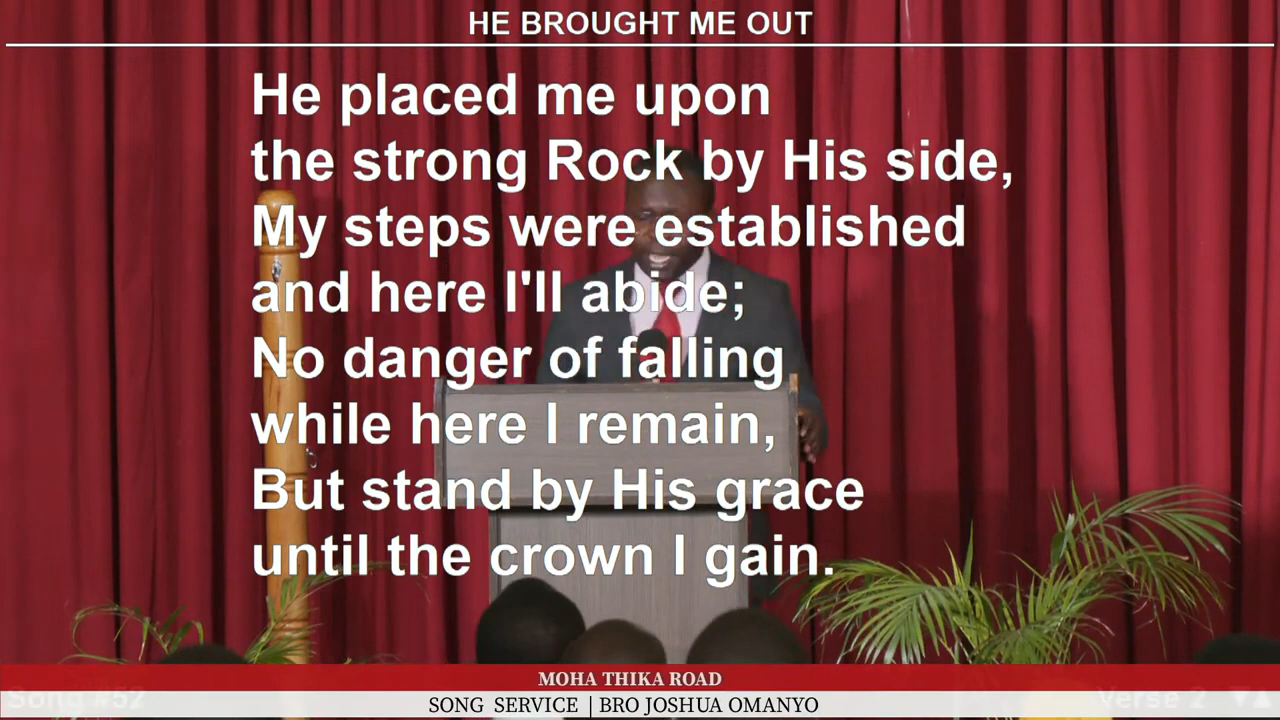 HE BROUGHT ME OUT
He placed me upon
the strong Rock by His side,
My steps were established
and here I'll abide;
No danger of falling
while here I remain,
But stand by His grace
until the crown I gain.
MOHA THIKA ROAD
Song #52
Verse 2 ▼▲
SONG SERVICE | BRO JOSHUA OMANYO